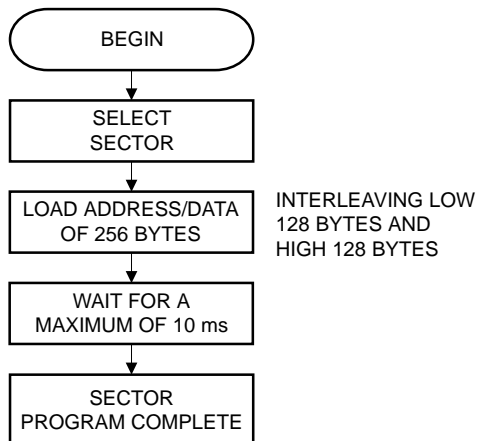 BEGIN
SELECT
SECTOR
LOAD ADDRESS/DATA
OF 256 BYTES
INTERLEAVING LOW
128 BYTES AND
HIGH 128 BYTES
WAIT FOR A
MAXIMUM OF 10 ms
SECTOR
PROGRAM COMPLETE